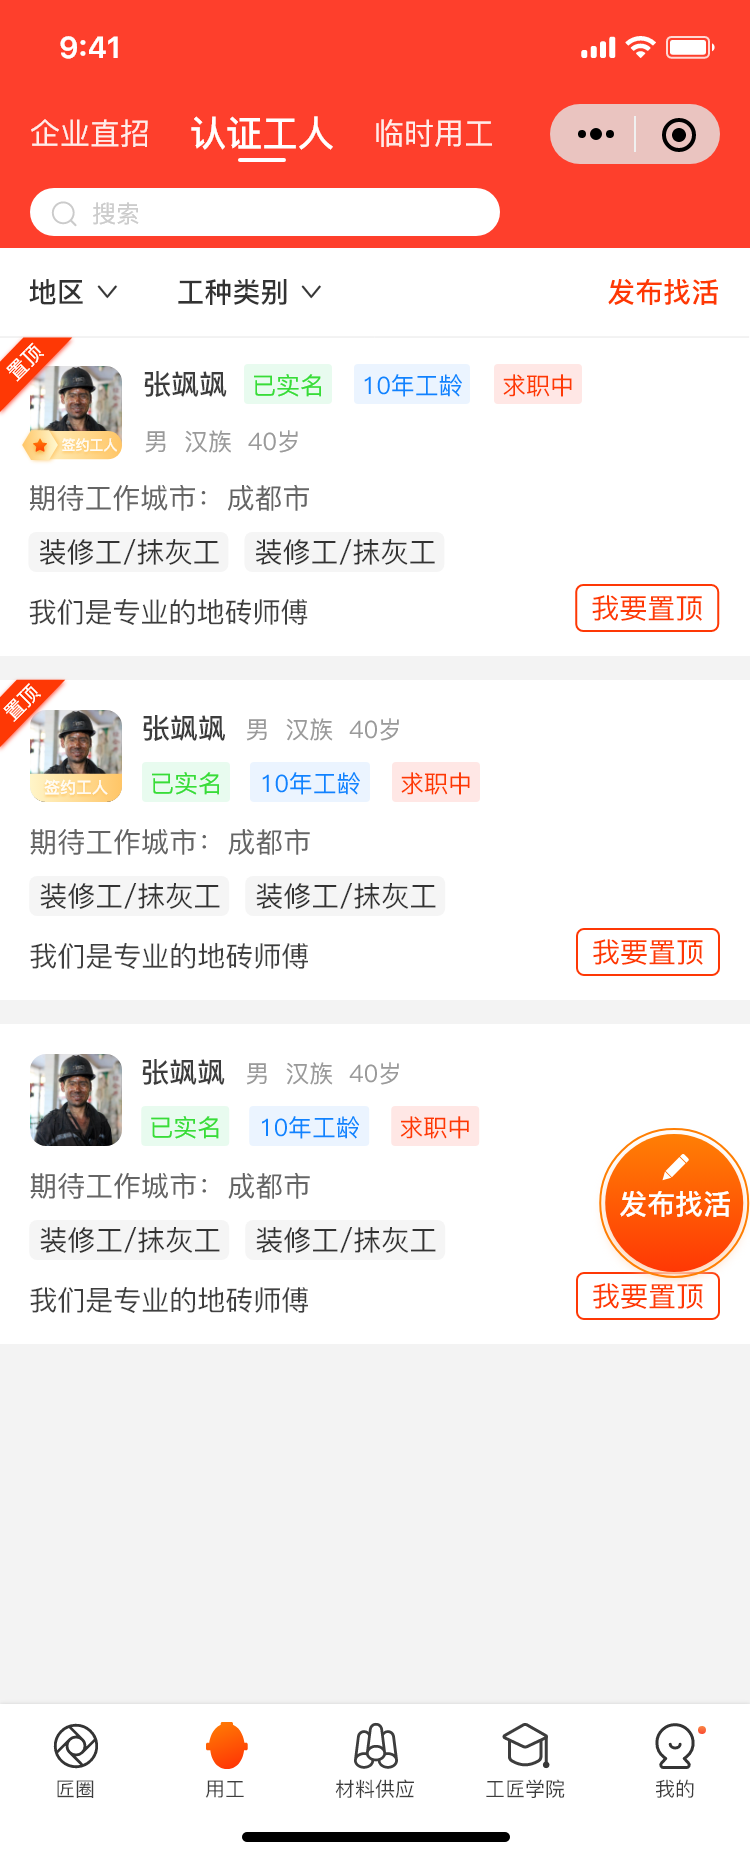 9:41
企业直招 认证工人 临时用工
搜索
地区 工种类别 发布找活
置顶
张飒飒 已实名 10年工龄 求职中
签约工人
男 汉族 40岁
期待工作城市：成都市
装修工/抹灰工 装修工/抹灰工
我们是专业的地砖师傅 我要置顶
置顶
张飒飒 男 汉族 40岁
签约工人
已实名 10年工龄 求职中
期待工作城市：成都市
装修工/抹灰工 装修工/抹灰工
我们是专业的地砖师傅 我要置顶
张飒飒 男 汉族 40岁
已实名 10年工龄 求职中
期待工作城市：成都市
发布找活
装修工/抹灰工 装修工/抹灰工
我们是专业的地砖师傅 我要置顶
匠圈 用工 材料供应 工匠学院 我的